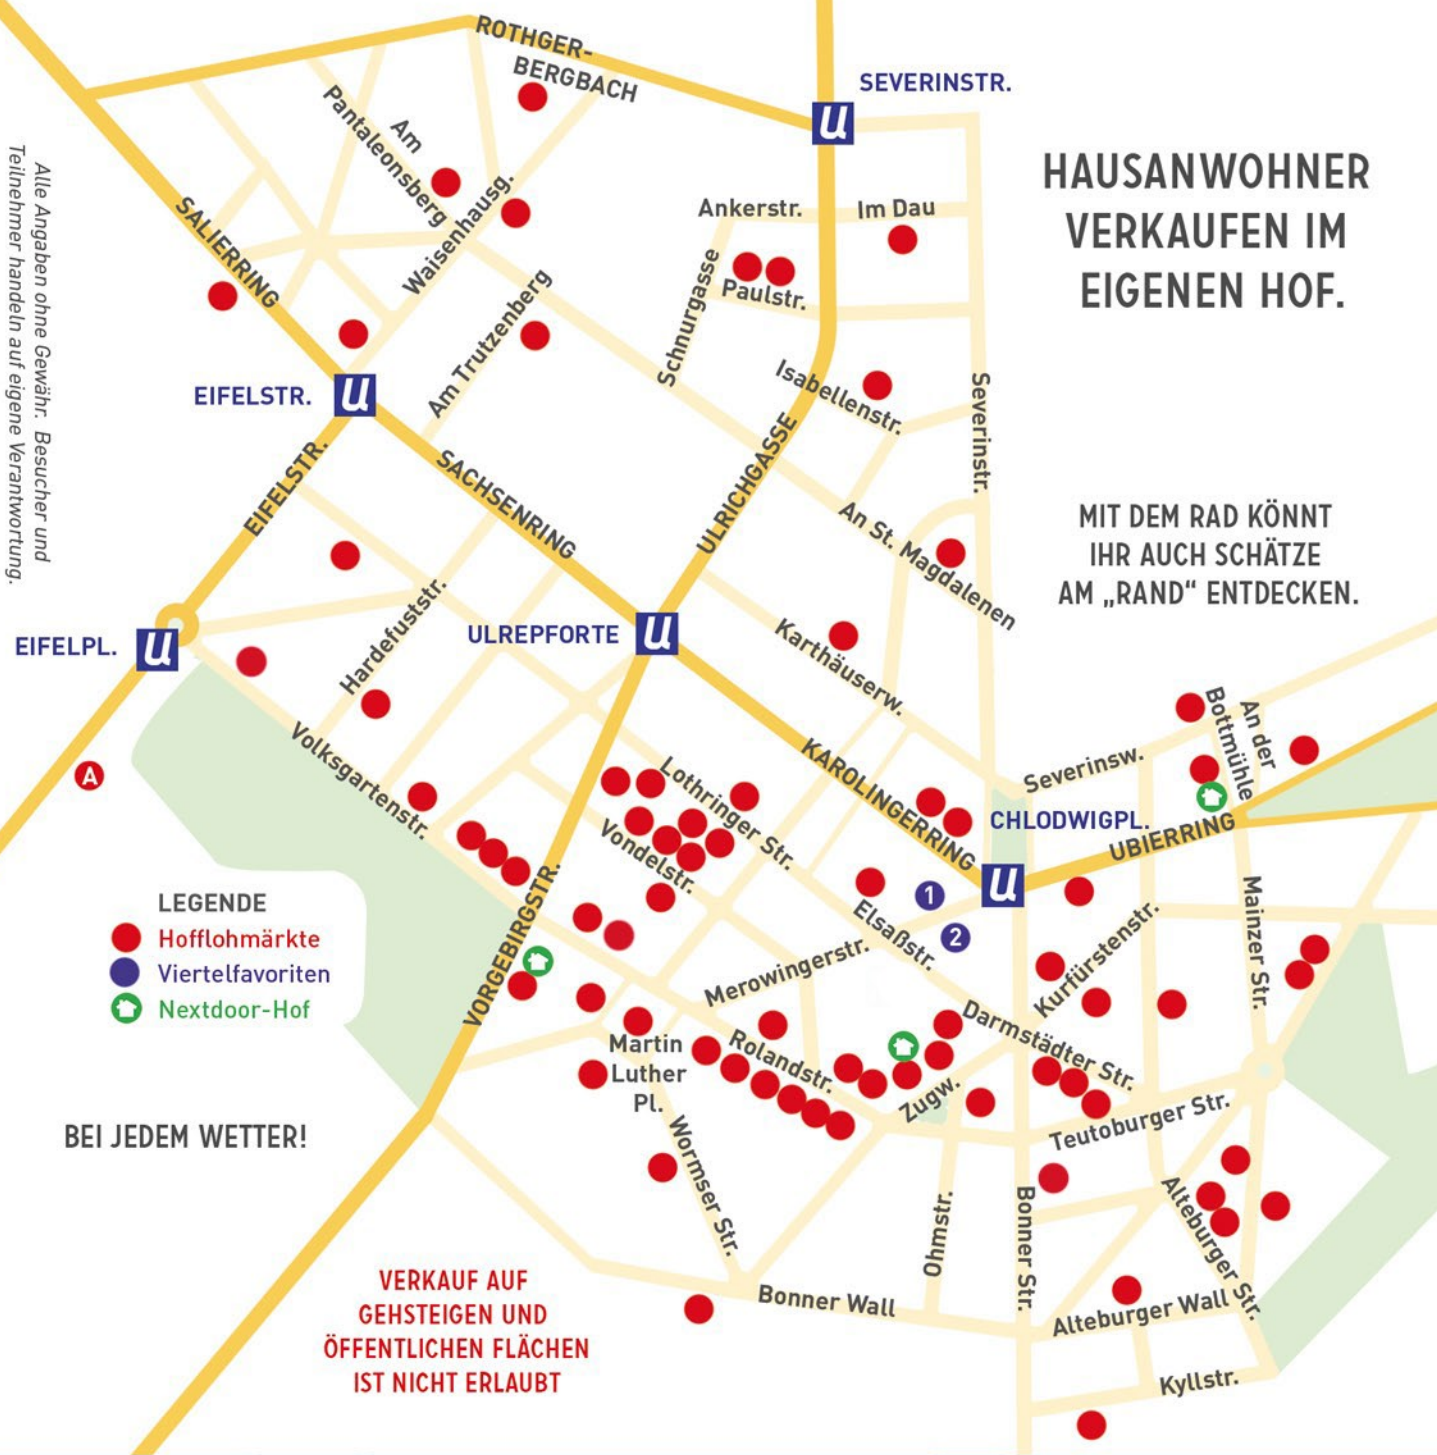 ROTHGER-
BERGBACH
SEVERINSTR.
u
Am
Pantaleonsberg
Waisenhausg.
SALIERRING
Ankerstr.
Im Dau
Schnurgasse
Paulstr.
Am Trutzenberg
Isabellenstr.
Severinstr.
HAUSANWOHNER
VERKAUFEN IM
EIGENEN HOF.
Alle Angaben ohne Gewähr. Besucher und
Teilnehmer handeln auf eigene Verantwortung.
EIFELSTR.
u
EIFELSTR.
SACHSENRING
ULRICHGASSE
An St. Magdalenen
MIT DEM RAD KÖNNT
IHR AUCH SCHÄTZE
AM „RAND“ ENTDECKEN.
EIFELPL.
u
Hardefuststr.
ULREPFORTE
u
Karthäuserw.
Volksgartenstr.
A
Lothringer Str.
Vondelstr.
KAROLINGERRING
Severinsw.
An der
Bottmühle
CHLODWIGPL.
u
UBIERRING
1
2
Elsaßstr.
Merowingerstr.
Kurfürstenstr.
Mainzer Str.
LEGENDE
Hofflohmärkte
Viertelfavoriten
Nextdoor-Hof
VORGEBIRGSTR.
Martin
Luther
Pl.
Rolandstr.
Zugw.
Darmstädter Str.
Teutoburger Str.
BEI JEDEM WETTER!
Wormser Str.
Ohmstr.
Bonner Str.
Alteburger Str.
VERKAUF AUF
GEHSTEIGEN UND
ÖFFENTLICHEN FLÄCHEN
IST NICHT ERLAUBT
Bonner Wall
Alteburger Wall
Kyllstr.